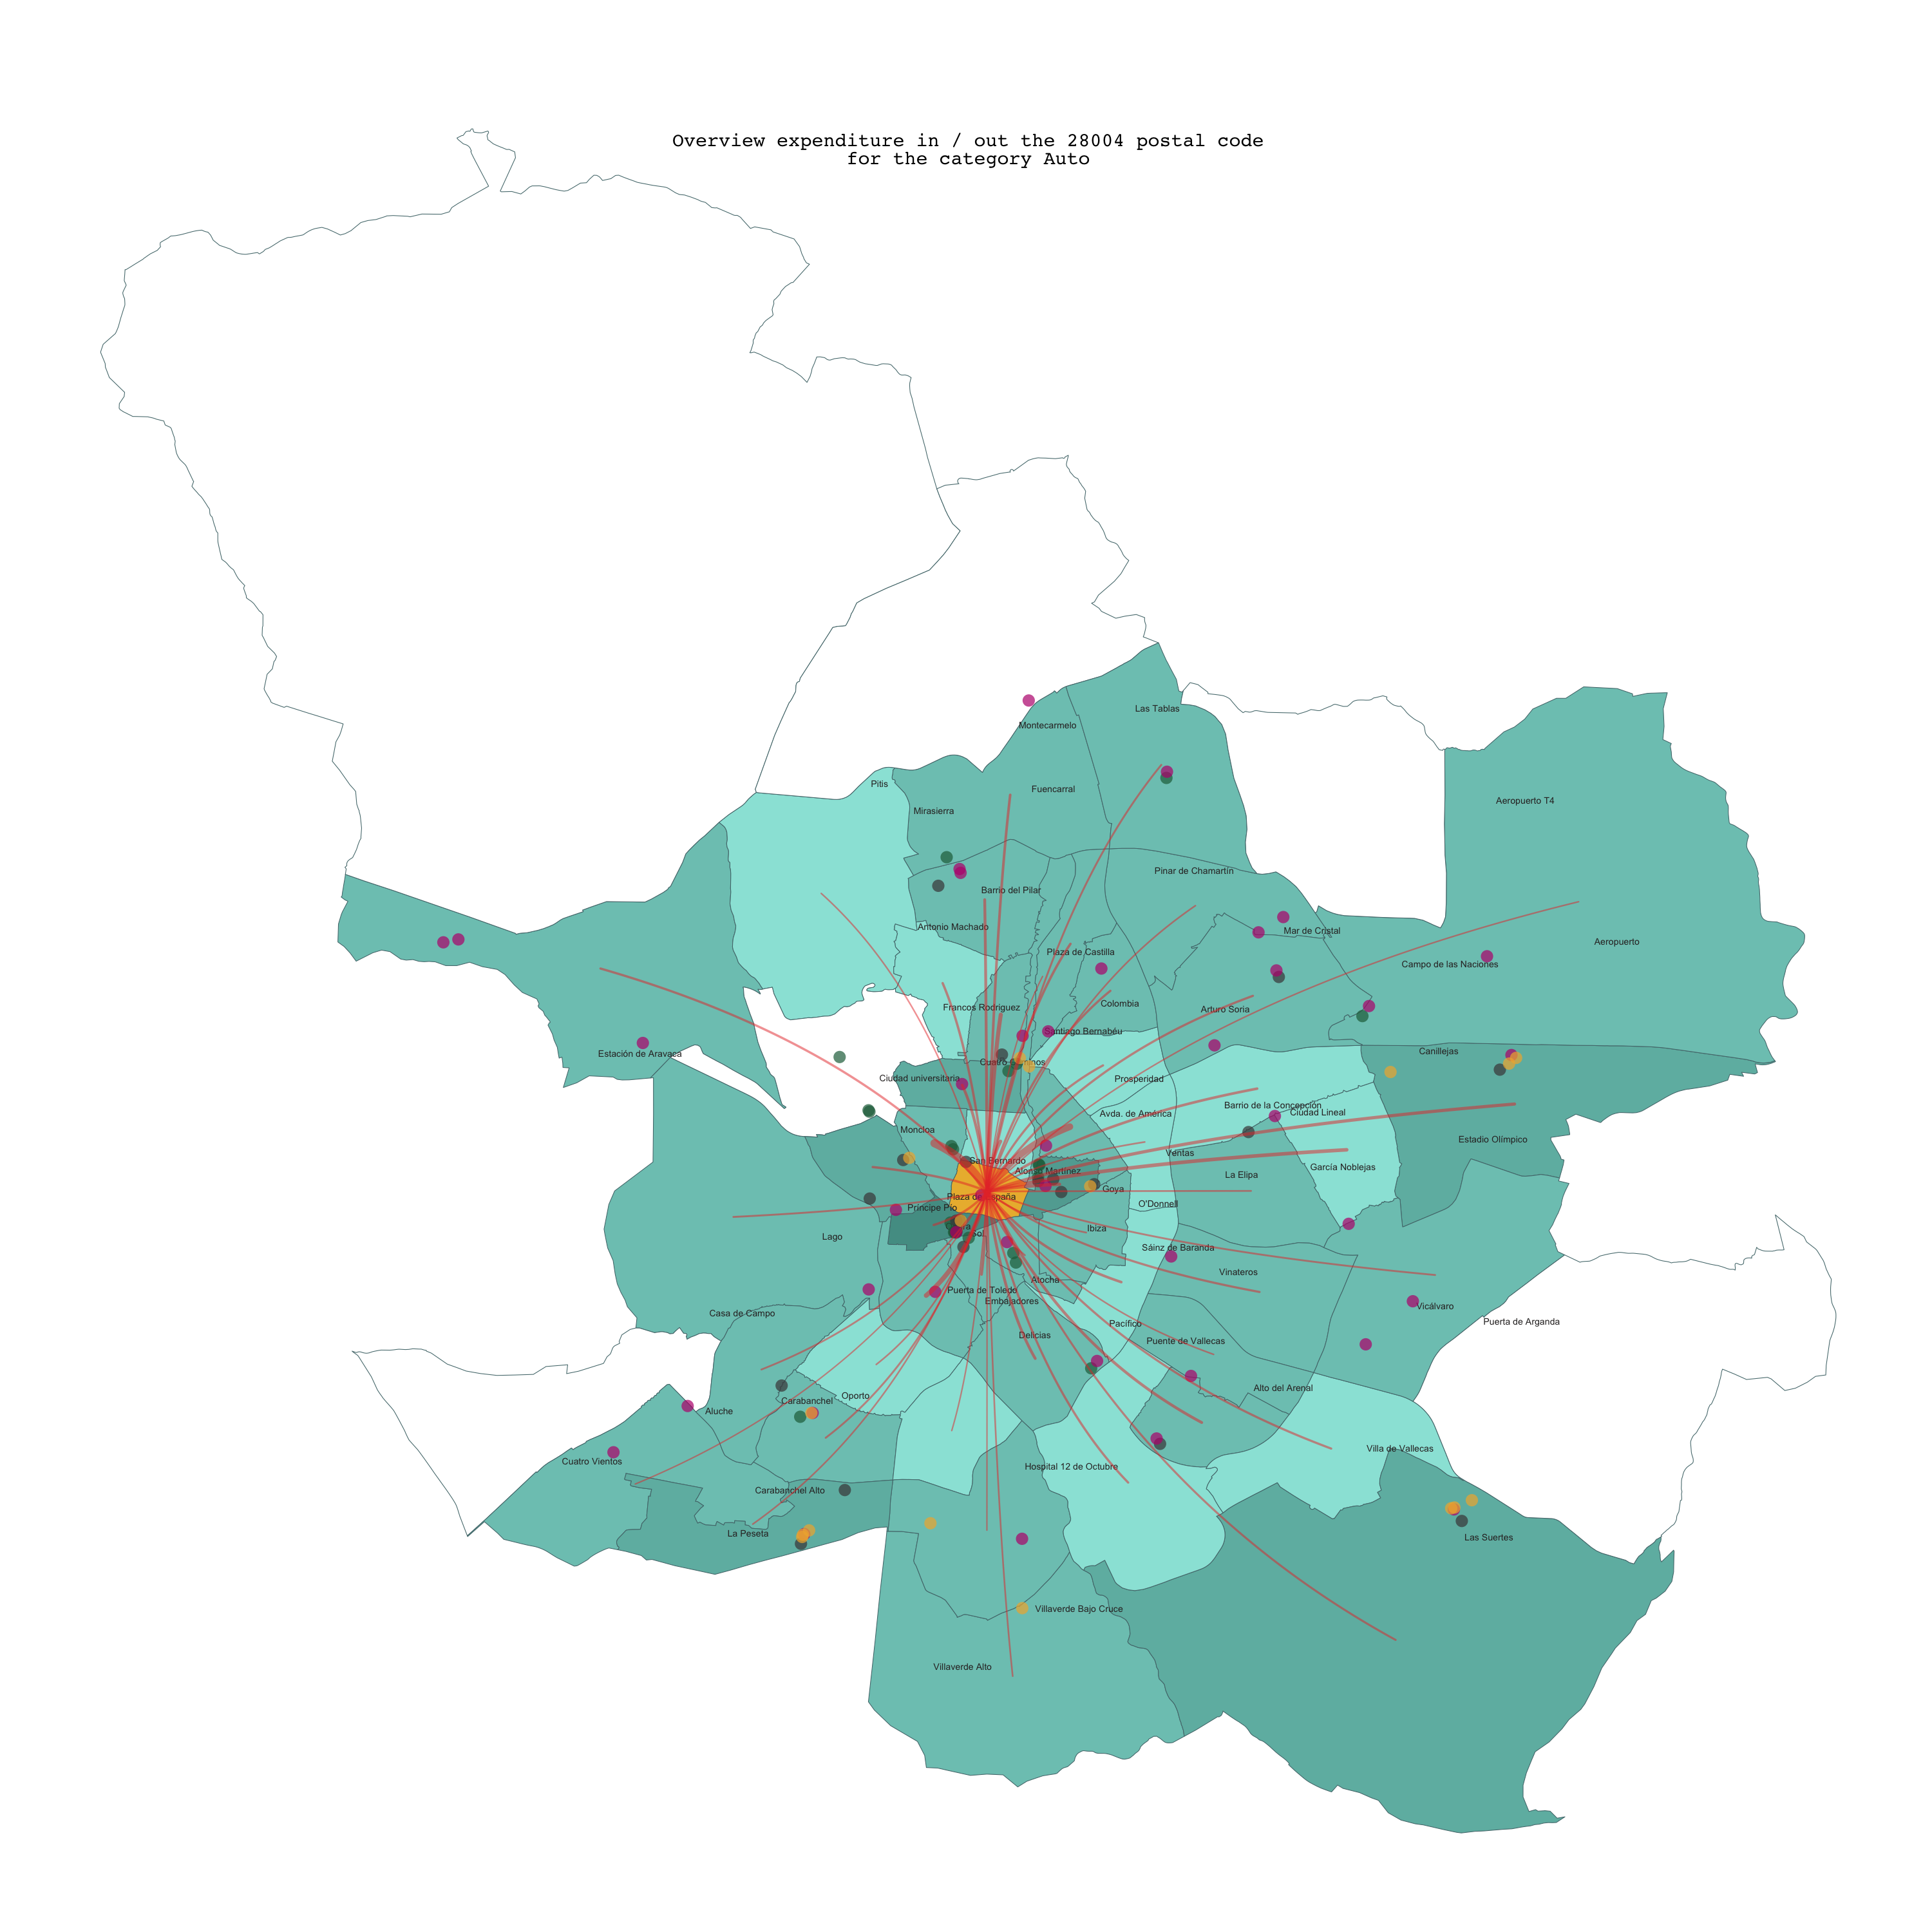 Overview expenditure in / out the 28004 postal code
for the category Auto
Las Tablas
Montecarmelo
Pitis
Fuencarral
Aeropuerto T4
Mirasierra
Pinar de Chamartín
Barrio del Pilar
Antonio Machado
Mar de Cristal
Aeropuerto
Plaza de Castilla
Campo de las Naciones
Francos Rodriguez
Colombia
Arturo Soria
Santiago Bernabéu
Estación de Aravaca
Canillejas
Ciudad universitaria
Prosperidad
Barrio de la Concepción
Ciudad Lineal
Avda. de América
Moncloa
Estadio Olímpico
Ventas
San Bernardo
García Noblejas
Alonso Martinez
La Elipa
Goya
Plaza de España
O'Donnell
Principe Pio
Ibiza
Sol
Lago
Sáinz de Baranda
Vinateros
Atocha
Puerta de Toledo
Embajadores
Vicálvaro
Casa de Campo
Puerta de Arganda
Pacífico
Delicias
Puente de Vallecas
Alto del Arenal
Oporto
Carabanchel
Aluche
Villa de Vallecas
Cuatro Vientos
Hospital 12 de Octubre
Carabanchel Alto
La Peseta
Las Suertes
Villaverde Bajo Cruce
Villaverde Alto